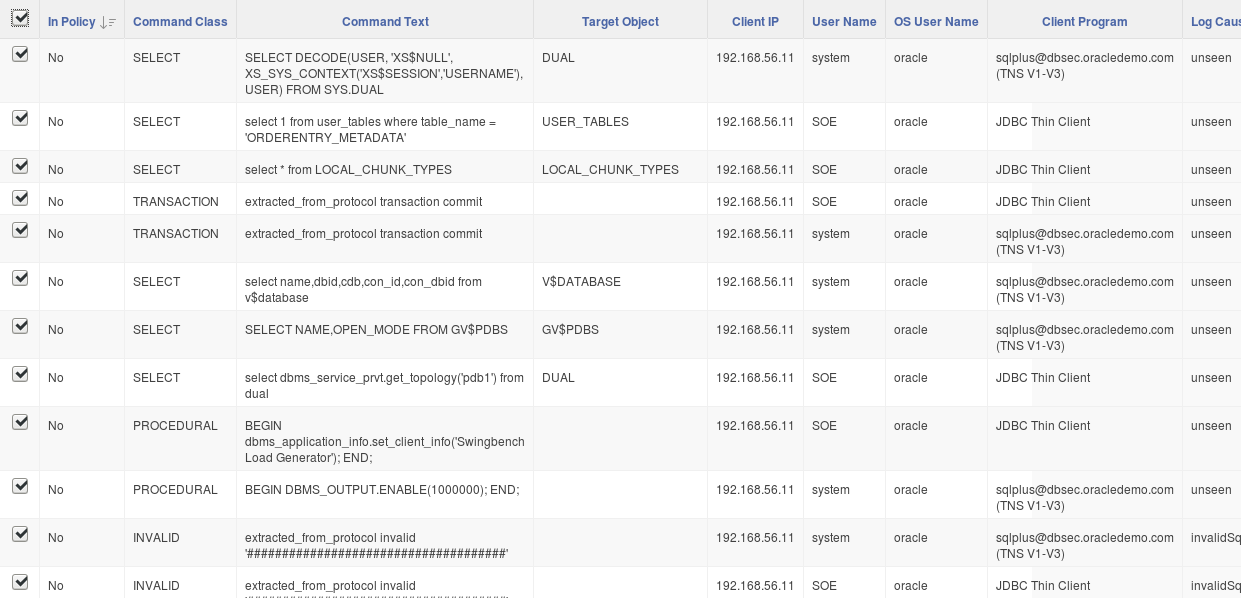 In Policy Command Class Command Text Target Object Client IP User Name OS User Name Client Program Log Caus
No SELECT SELECT DECODE(USER, 'XS$NULL', DUAL 192.168.56.11 system oracle sqlplus@dbsec.oracledemo.com unseen
XS_SYS_CONTEXT('XS$SESSION','USERNAME'), (TNS V1-V3)
USER) FROM SYS.DUAL
No SELECT select 1 from user_tables where table_name = USER_TABLES 192.168.56.11 SOE oracle JDBC Thin Client unseen
'ORDERENTRY_METADATA'
No SELECT select * from LOCAL_CHUNK_TYPES LOCAL_CHUNK_TYPES 192.168.56.11 SOE oracle JDBC Thin Client unseen
No TRANSACTION extracted_from_protocol transaction commit 192.168.56.11 SOE oracle JDBC Thin Client unseen
No TRANSACTION extracted_from_protocol transaction commit 192.168.56.11 system oracle sqlplus@dbsec.oracledemo.com unseen
(TNS V1-V3)
No SELECT select name,dbid,cdb,con_id,con_dbid from V$DATABASE 192.168.56.11 system oracle sqlplus@dbsec.oracledemo.com unseen
v$database (TNS V1-V3)
No SELECT SELECT NAME,OPEN_MODE FROM GV$PDBS GV$PDBS 192.168.56.11 system oracle sqlplus@dbsec.oracledemo.com unseen
(TNS V1-V3)
No SELECT select dbms_service_prvt.get_topology('pdb1') from DUAL 192.168.56.11 SOE oracle JDBC Thin Client unseen
dual
No PROCEDURAL BEGIN 192.168.56.11 SOE oracle JDBC Thin Client unseen
dbms_application_info.set_client_info('Swingbench
Load Generator'); END;
No PROCEDURAL BEGIN DBMS_OUTPUT.ENABLE(1000000); END; 192.168.56.11 system oracle sqlplus@dbsec.oracledemo.com unseen
(TNS V1-V3)
No INVALID extracted_from_protocol invalid 192.168.56.11 system oracle sqlplus@dbsec.oracledemo.com invalidSq
'#####################################' (TNS V1-V3)
No INVALID extracted_from_protocol invalid 192.168.56.11 SOE oracle JDBC Thin Client invalidSq